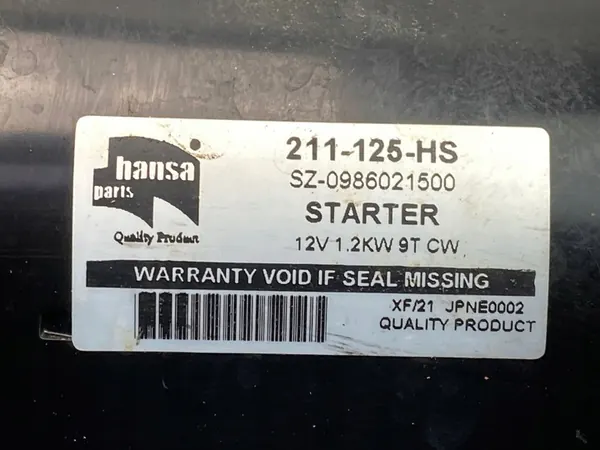 hansa
parts
Quality Product
211-125-HS
SZ-0986021500
STARTER
12V 1.2KW 9T CW
WARRANTY VOID IF SEAL MISSING
XF/21 JPNE0002
QUALITY PRODUCT